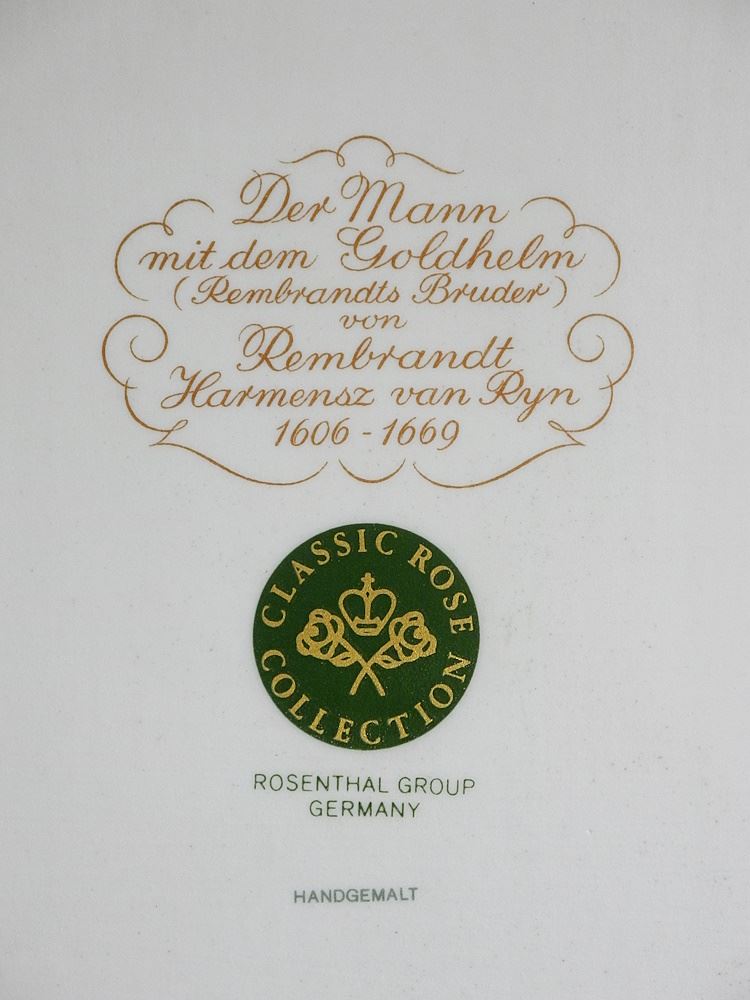 Der Mann
mit dem Goldhelm
(Rembrandts Bruder)
von
Rembrandt
Harmensz van Ryn
1606 - 1669
CLASSIC ROSE
COLLECTION
ROSENTHAL GROUP
GERMANY
HANDGEMALT